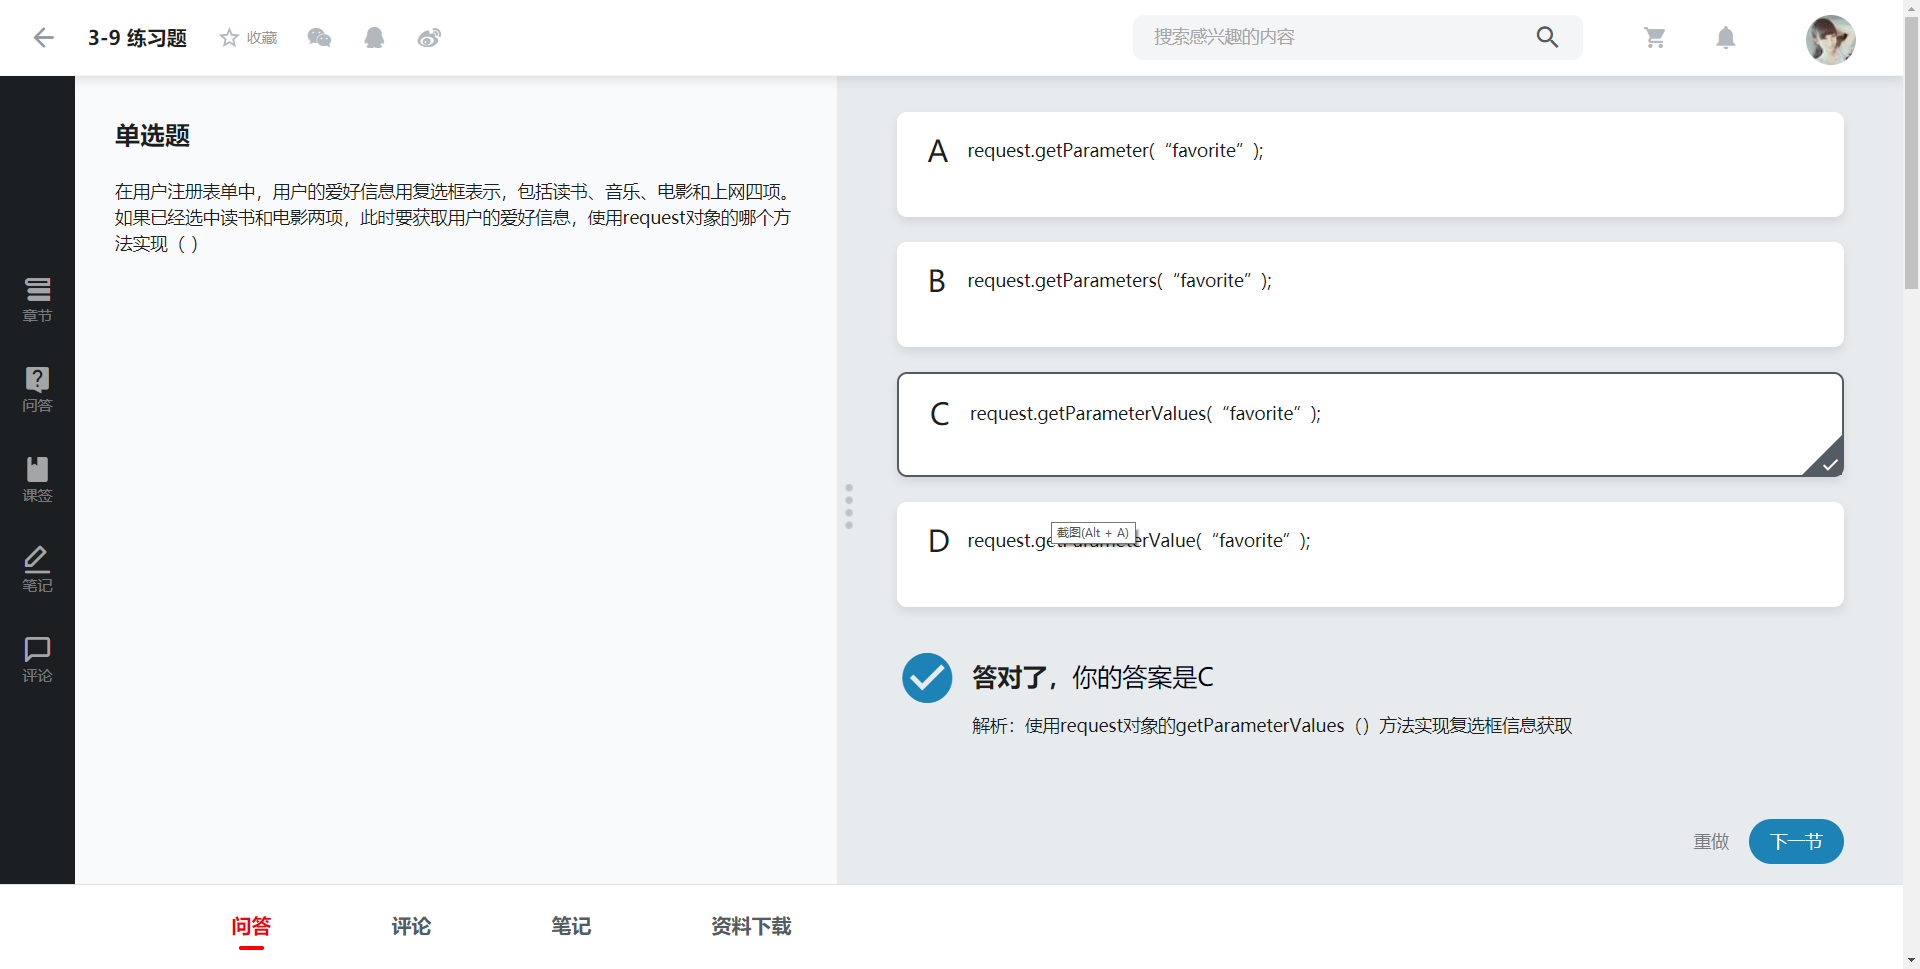 3-9 练习题
收藏
搜索感兴趣的内容
章节
问答
课签
笔记
评论
单选题
在用户注册表单中，用户的爱好信息用复选框表示，包括读书、音乐、电影和上网四项。
如果已经选中读书和电影两项，此时要获取用户的爱好信息，使用request对象的哪个方
法实现（ ）
A request.getParameter(“favorite”);
B request.getParameters(“favorite”);
C request.getParameterValues(“favorite”);
D request.getParameterValue(“favorite”);
截图(Alt + A)
答对了，你的答案是C
解析：使用request对象的getParameterValues（）方法实现复选框信息获取
重做
下一节
问答
评论
笔记
资料下载